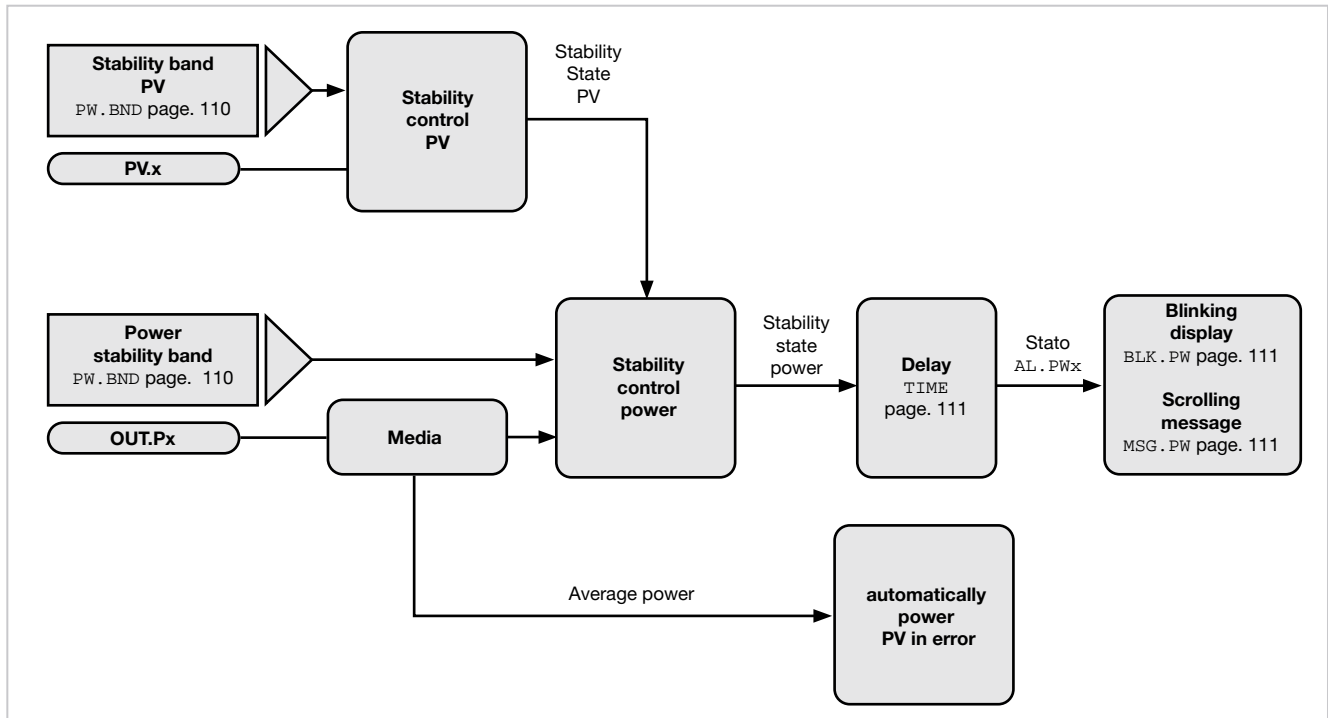 Stability band
PV
PW.BND page. 110
PV.x
Stability
control
PV
Stability
State
PV
Power
stability band
PW.BND page. 110
OUT.Px
Media
Stability
control
power
Stability
state
power
Delay
TIME
page. 111
Stato
AL.PWx
Blinking
display
BLK.PW page. 111
Scrolling
message
MSG.PW page. 111
Average power
automatically
power
PV in error